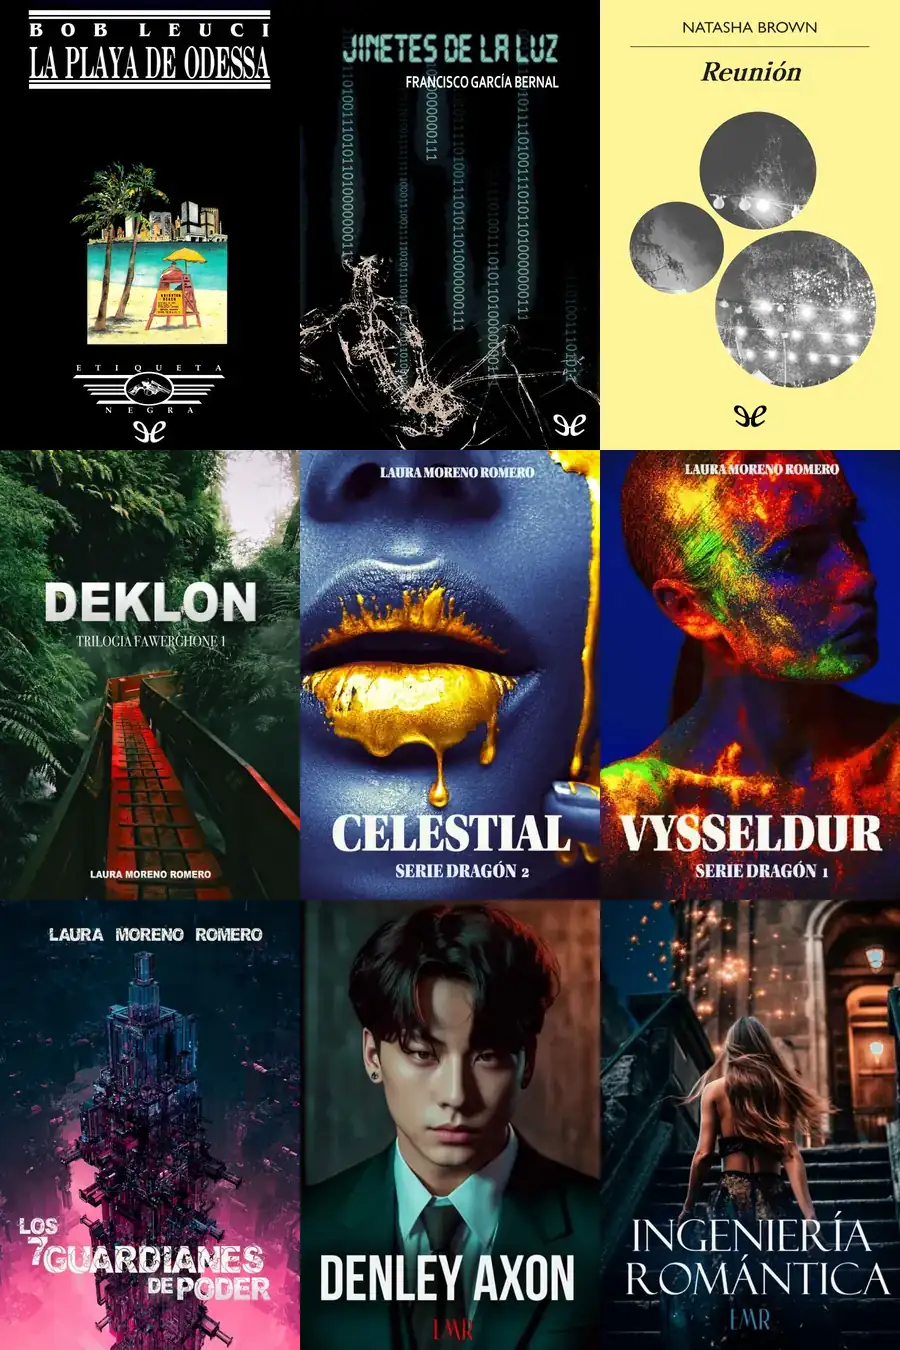 BOB LEUCI
LA PLAYA DE ODESSA
BRIGHTON
BEACH
ETIQUETA
NEGRA
JINETES DE LA LUZ
FRANCISCO GARCÍA BERNAL
NATASHA BROWN
Reunión
DEKLON
TRILOGIA FAWERGHONE 1
LAURA MORENO ROMERO
LAURA MORENO ROMERO
CELESTIAL
SERIE DRAGÓN 2
LAURA MORENO ROMERO
VYSSELDUR
SERIE DRAGÓN 1
LAURA MORENO ROMERO
LOS
7 GUARDIANES
DE PODER
DENLEY AXON
LMR
INGENIERÍA
ROMÁNTICA
LMR